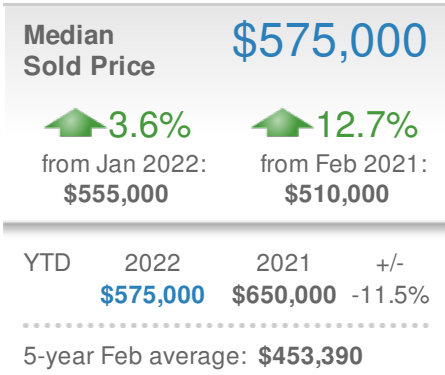 Median $575,000
Sold Price
3.6% 12.7%
from Jan 2022: from Feb 2021:
$555,000 $510,000
YTD 2022 2021 +/-
$575,000 $650,000 -11.5%
5-year Feb average: $453,390